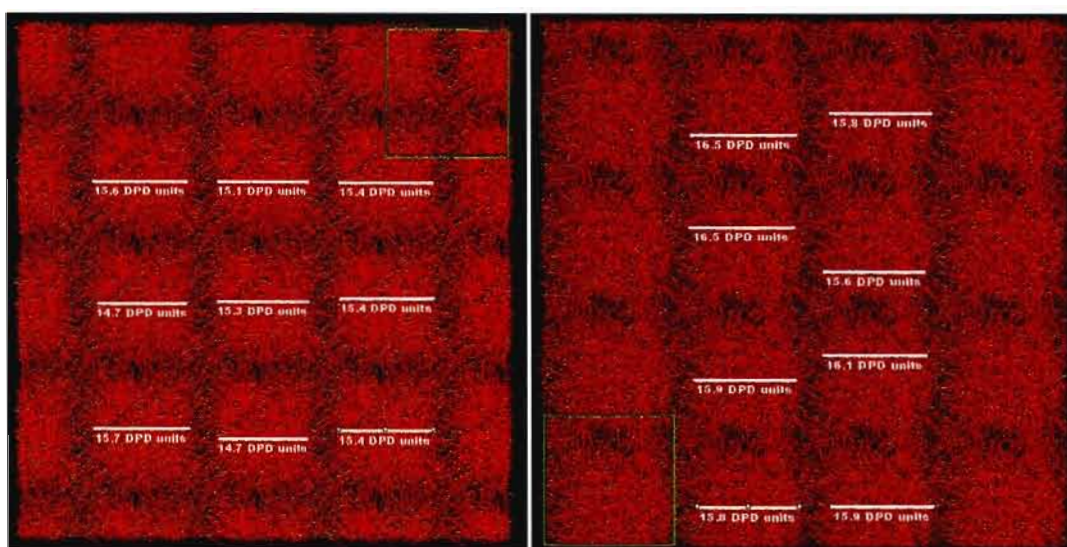 15.6 DPD units
15.1 DPD units
15.4 DPD units
14.7 DPD units
15.3 DPD units
15.4 DPD units
15.7 DPD units
14.7 DPD units
15.4 DPD units
15.8 DPD units
16.5 DPD units
16.5 DPD units
15.6 DPD units
16.1 DPD units
15.9 DPD units
15.8 DPD units
15.9 DPD units